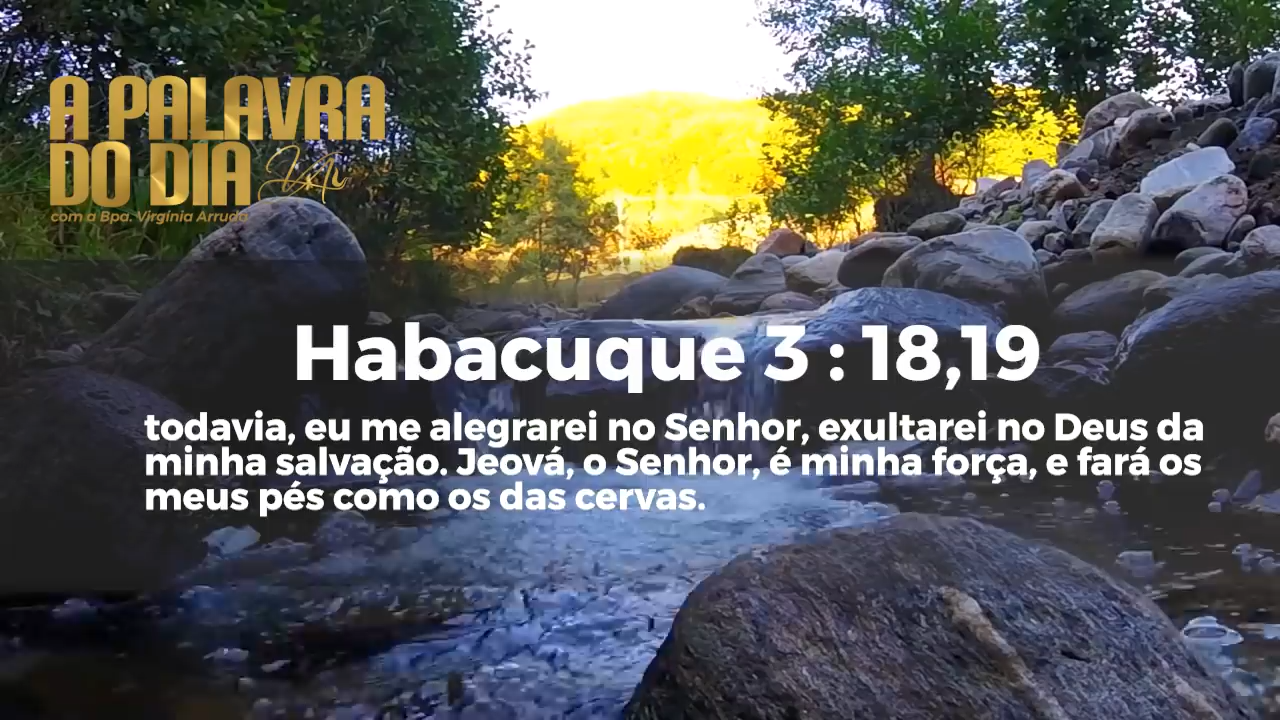 A PALAVRA
DO DIA
com a Bpa. Virgínia Arruda
Habacuque 3 : 18,19
todavia, eu me alegrarei no Senhor, exultarei no Deus da
minha salvação. Jeová, o Senhor, é minha força, e fará os
meus pés como os das cervas.